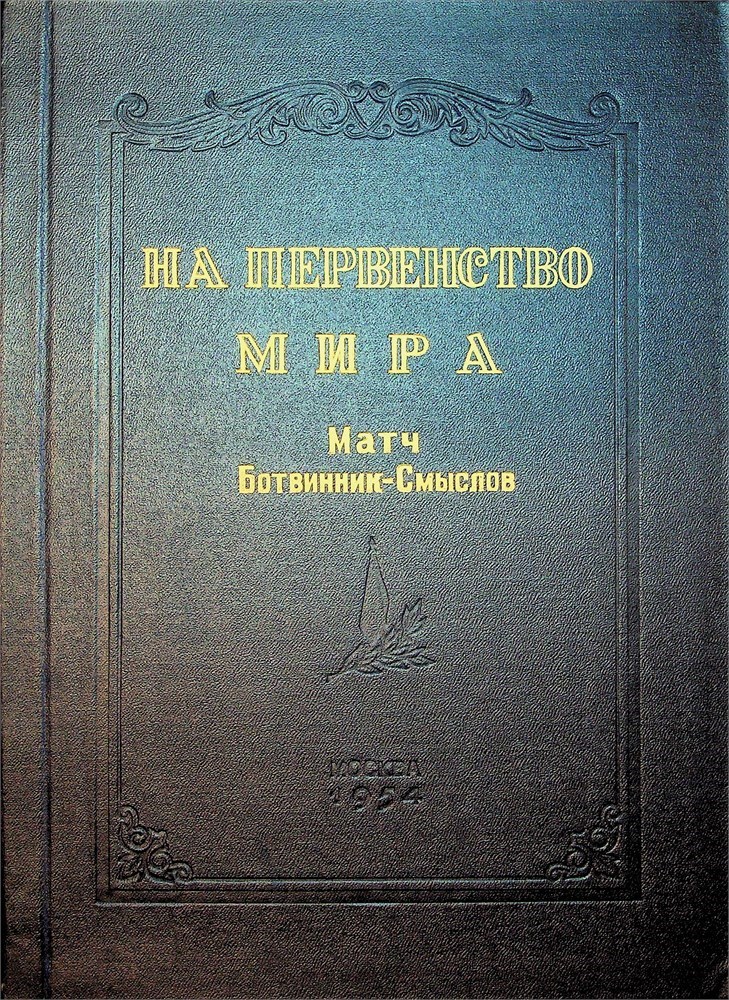 НА ПЕРВЕНСТВО
МИРА
Матч
Ботвинник-Смыслов
МОСКВА
1954